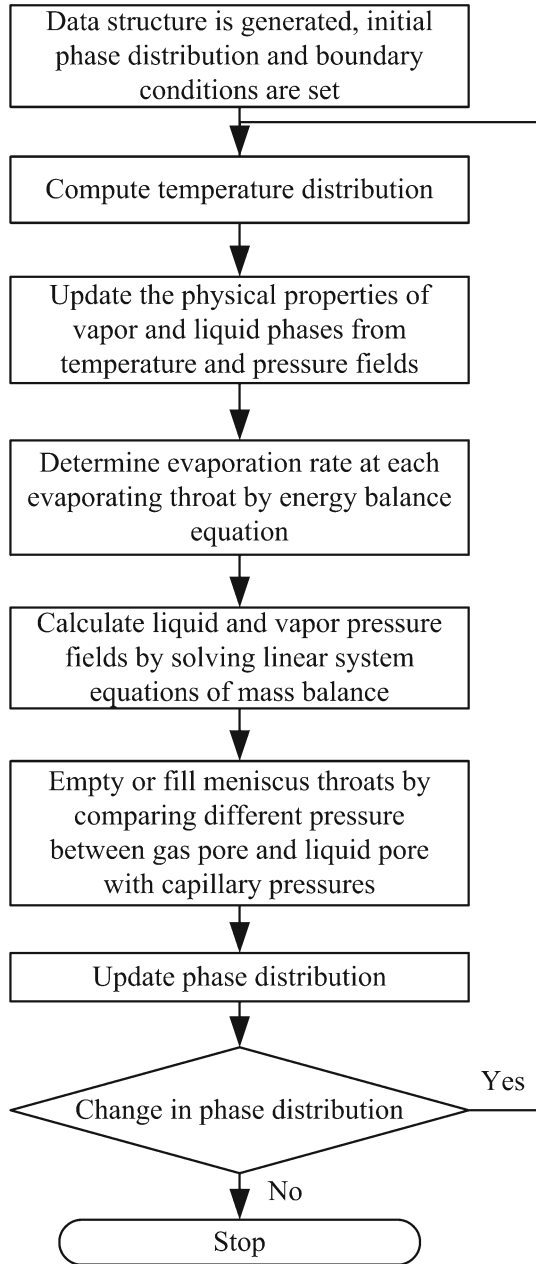 Data structure is generated, initial
phase distribution and boundary
conditions are set
Compute temperature distribution
Update the physical properties of
vapor and liquid phases from
temperature and pressure fields
Determine evaporation rate at each
evaporating throat by energy balance
equation
Calculate liquid and vapor pressure
fields by solving linear system
equations of mass balance
Empty or fill meniscus throats by
comparing different pressure
between gas pore and liquid pore
with capillary pressures
Update phase distribution
Change in phase distribution
Yes
No
Stop